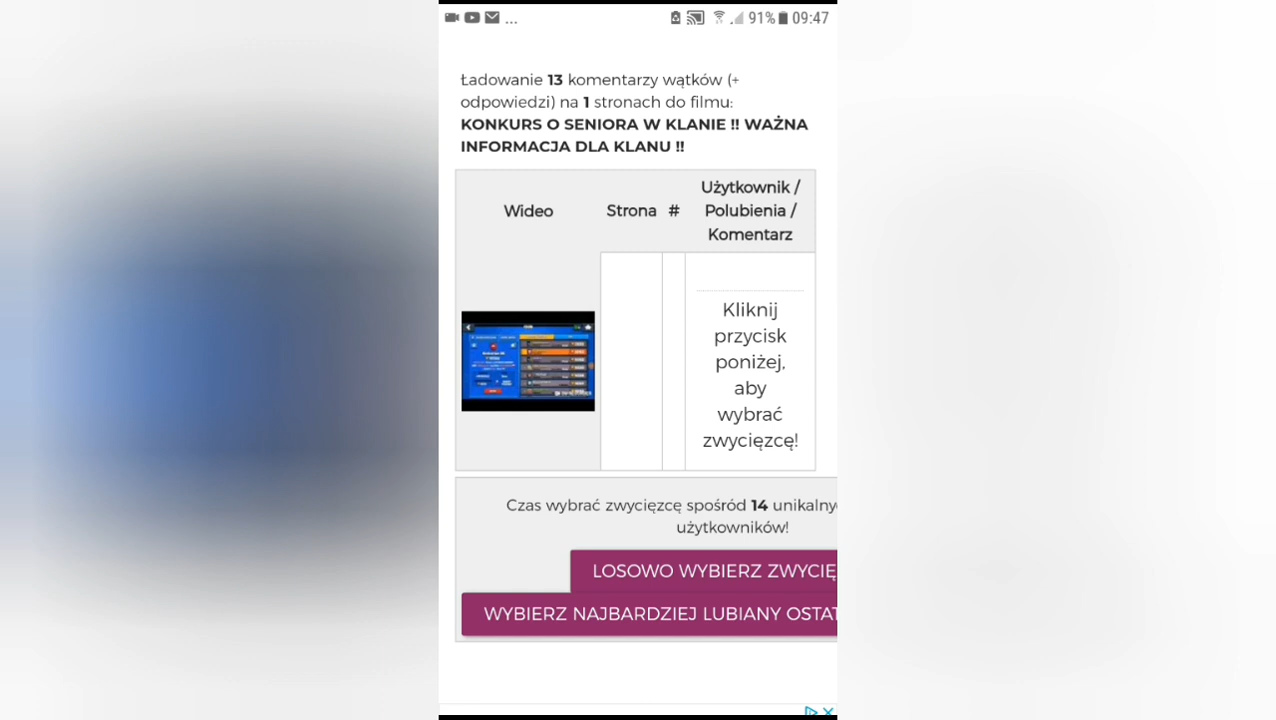 ... 91% 09:47
Ładowanie 13 komentarzy wątków (+
odpowiedzi) na 1 stronach do filmu:
KONKURS O SENIORA W KLANIE !! WAŻNA
INFORMACJA DLA KLANU !!
Wideo
Strona
#
Użytkownik /
Polubienia /
Komentarz
Kliknij
przycisk
poniżej,
aby
wybrać
zwycięzcę!
Czas wybrać zwycięzcę spośród 14 unikalny
użytkowników!
LOSOWO WYBIERZ ZWYCIĘ
WYBIERZ NAJBARDZIEJ LUBIANY OSTAT